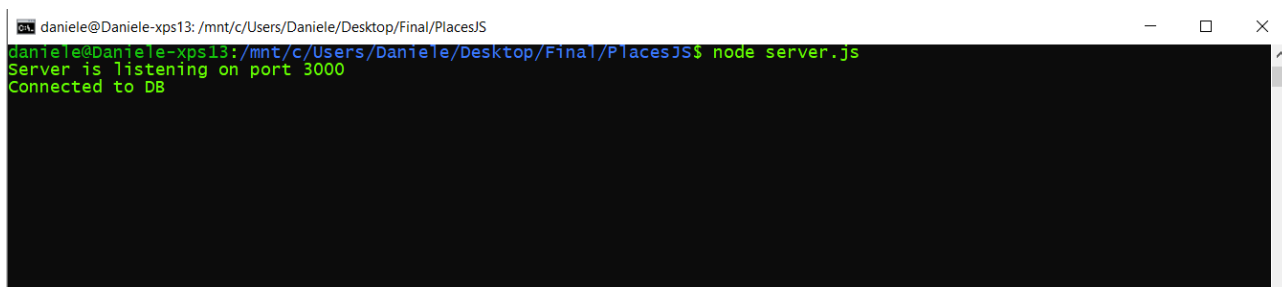 daniele@Daniele-xps13: /mnt/c/Users/Daniele/Desktop/Final/PlacesJS
daniele@Daniele-xps13:/mnt/c/Users/Daniele/Desktop/Final/PlacesJS$ node server.js
Server is listening on port 3000
Connected to DB